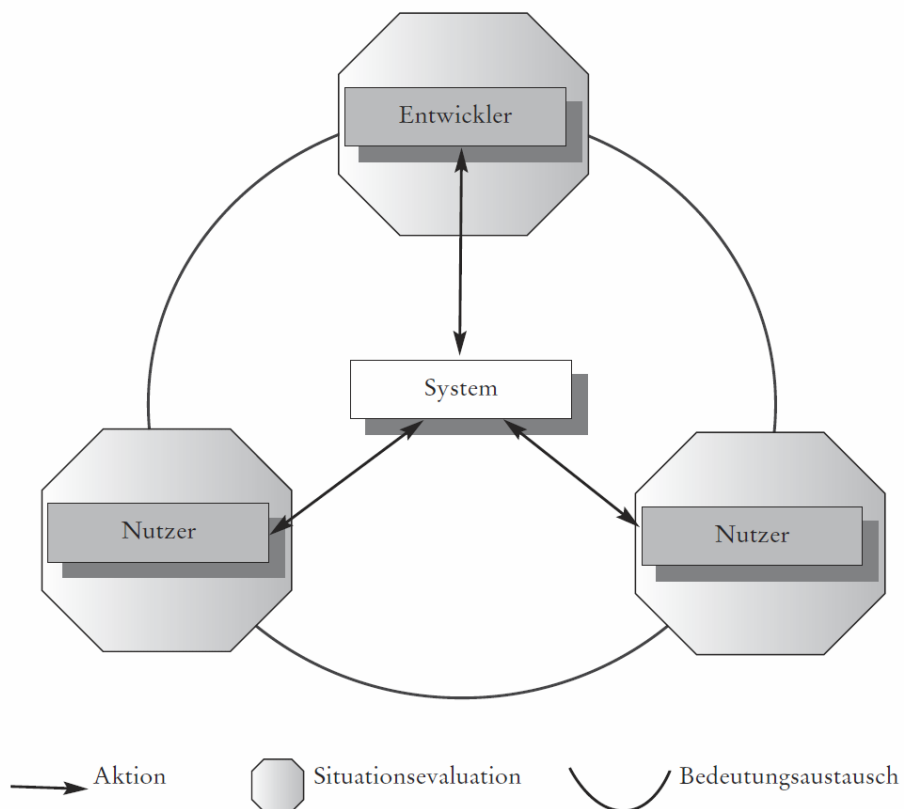 Entwickler
System
Nutzer
Nutzer
Aktion
Situationsevaluation
Bedeutungsaustausch